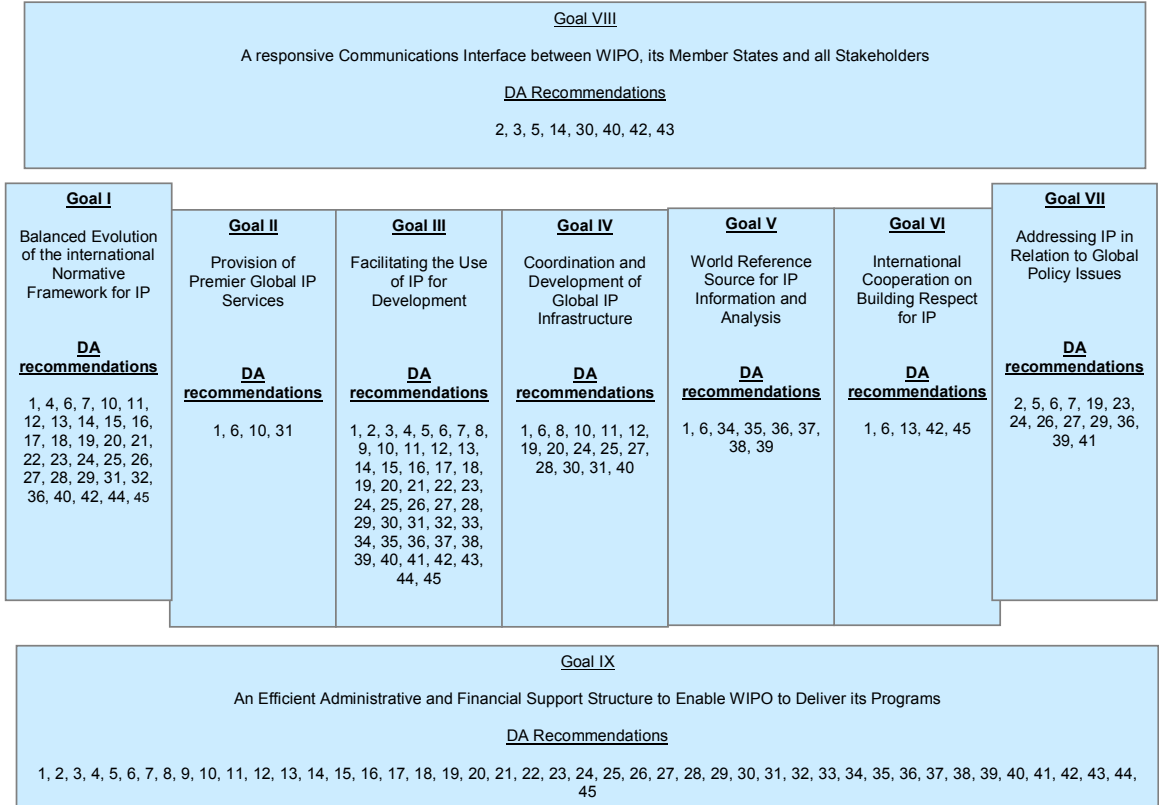 Goal VIII
A responsive Communications Interface between WIPO, its Member States and all Stakeholders
DA Recommendations
2, 3, 5, 14, 30, 40, 42, 43
Goal I
Balanced Evolution
of the international
Normative
Framework for IP
DA
recommendations
1, 4, 6, 7, 10, 11,
12, 13, 14, 15, 16,
17, 18, 19, 20, 21,
22, 23, 24, 25, 26,
27, 28, 29, 31, 32,
36, 40, 42, 44, 45
Goal II
Provision of
Premier Global IP
Services
DA
recommendations
1, 6, 10, 31
Goal III
Facilitating the Use
of IP for
Development
DA
recommendations
1, 2, 3, 4, 5, 6, 7, 8,
9, 10, 11, 12, 13,
14, 15, 16, 17, 18,
19, 20, 21, 22, 23,
24, 25, 26, 27, 28,
29, 30, 31, 32, 33,
34, 35, 36, 37, 38,
39, 40, 41, 42, 43,
44, 45
Goal IV
Coordination and
Development of
Global IP
Infrastructure
DA
recommendations
1, 6, 8, 10, 11, 12,
19, 20, 24, 25, 27,
28, 30, 31, 40
Goal V
World Reference
Source for IP
Information and
Analysis
DA
recommendations
1, 6, 34, 35, 36, 37,
38, 39
Goal VI
International
Cooperation on
Building Respect
for IP
DA
recommendations
1, 6, 13, 42, 45
Goal VII
Addressing IP in
Relation to Global
Policy Issues
DA
recommendations
2, 5, 6, 7, 19, 23,
24, 26, 27, 29, 36,
39, 41
Goal IX
An Efficient Administrative and Financial Support Structure to Enable WIPO to Deliver its Programs
DA Recommendations
1, 2, 3, 4, 5, 6, 7, 8, 9, 10, 11, 12, 13, 14, 15, 16, 17, 18, 19, 20, 21, 22, 23, 24, 25, 26, 27, 28, 29, 30, 31, 32, 33, 34, 35, 36, 37, 38, 39, 40, 41, 42, 43, 44,
45